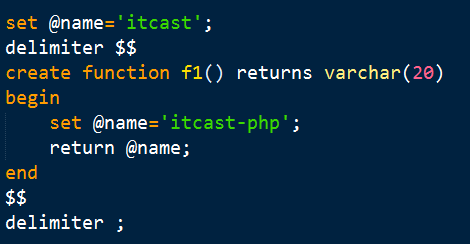 set @name='itcast';
delimiter $$
create function f1() returns varchar(20)
begin
    set @name='itcast-php';
    return @name;
end
$$
delimiter ;